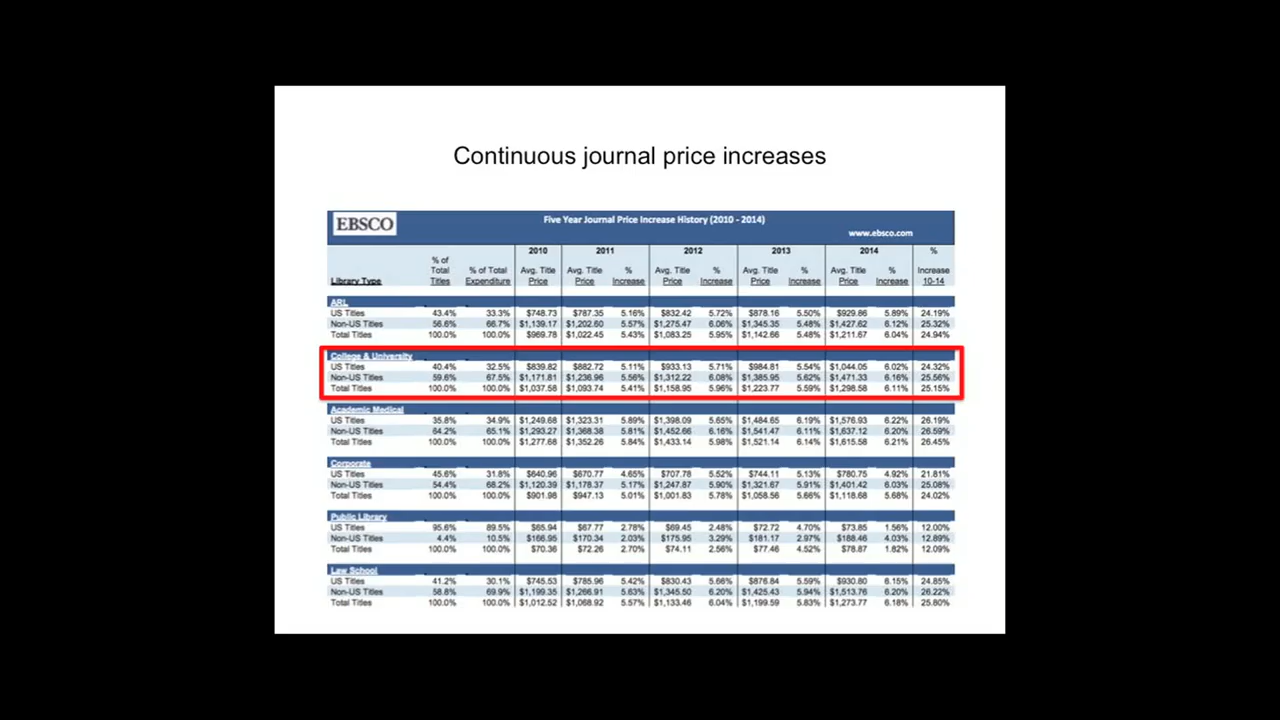 Continuous journal price increases
EBSCO
Five Year Journal Price Increase History (2010 - 2014)
www.ebsco.com
2010 2011 2012 2013 2014 %
Library Type % of Total Titles % of Total Expenditure Avg. Title Price Avg. Title Price % Increase Avg. Title Price % Increase Avg. Title Price % Increase Avg. Title Price % Increase Increase 10-14
ARL
US Titles 43.4% 33.3% $748.73 $787.35 5.16% $832.42 5.72% $878.16 5.50% $929.86 5.89% 24.19%
Non-US Titles 56.6% 66.7% $1,139.17 $1,202.60 5.57% $1,275.47 6.06% $1,345.35 5.48% $1,427.62 6.12% 25.32%
Total Titles 100.0% 100.0% $969.78 $1,022.45 5.43% $1,083.25 5.95% $1,142.66 5.48% $1,211.67 6.04% 24.94%
College & University
US Titles 40.4% 32.5% $839.82 $882.72 5.11% $933.13 5.71% $984.81 5.54% $1,044.05 6.02% 24.32%
Non-US Titles 59.6% 67.5% $1,171.81 $1,236.96 5.56% $1,312.22 6.08% $1,385.95 5.62% $1,471.33 6.16% 25.56%
Total Titles 100.0% 100.0% $1,037.58 $1,093.74 5.41% $1,158.95 5.96% $1,223.77 5.59% $1,298.58 6.11% 25.15%
Academic Medical
US Titles 35.8% 34.9% $1,249.68 $1,323.31 5.89% $1,398.09 5.65% $1,484.65 6.19% $1,576.93 6.22% 26.19%
Non-US Titles 64.2% 65.1% $1,293.27 $1,368.38 5.81% $1,452.66 6.16% $1,541.47 6.11% $1,637.12 6.20% 26.59%
Total Titles 100.0% 100.0% $1,277.68 $1,352.26 5.84% $1,433.14 5.98% $1,521.14 6.14% $1,615.58 6.21% 26.45%
Corporate
US Titles 45.6% 31.8% $640.96 $670.77 4.65% $707.78 5.52% $744.11 5.13% $780.75 4.92% 21.81%
Non-US Titles 54.4% 68.2% $1,120.39 $1,178.37 5.17% $1,247.87 5.90% $1,321.67 5.91% $1,401.42 6.03% 25.08%
Total Titles 100.0% 100.0% $901.98 $947.13 5.01% $1,001.83 5.78% $1,058.56 5.66% $1,118.68 5.68% 24.02%
Public Library
US Titles 95.6% 89.5% $65.94 $67.77 2.78% $69.45 2.48% $72.72 4.70% $73.85 1.56% 12.00%
Non-US Titles 4.4% 10.5% $166.95 $170.34 2.03% $175.95 3.29% $181.17 2.97% $188.46 4.03% 12.89%
Total Titles 100.0% 100.0% $70.36 $72.26 2.70% $74.11 2.56% $77.46 4.52% $78.87 1.82% 12.09%
Law School
US Titles 41.2% 30.1% $745.53 $785.96 5.42% $830.43 5.66% $876.84 5.59% $930.80 6.15% 24.85%
Non-US Titles 58.8% 69.9% $1,199.35 $1,266.91 5.63% $1,345.50 6.20% $1,425.43 5.94% $1,513.76 6.20% 26.22%
Total Titles 100.0% 100.0% $1,012.52 $1,068.92 5.57% $1,133.46 6.04% $1,199.59 5.83% $1,273.77 6.18% 25.80%